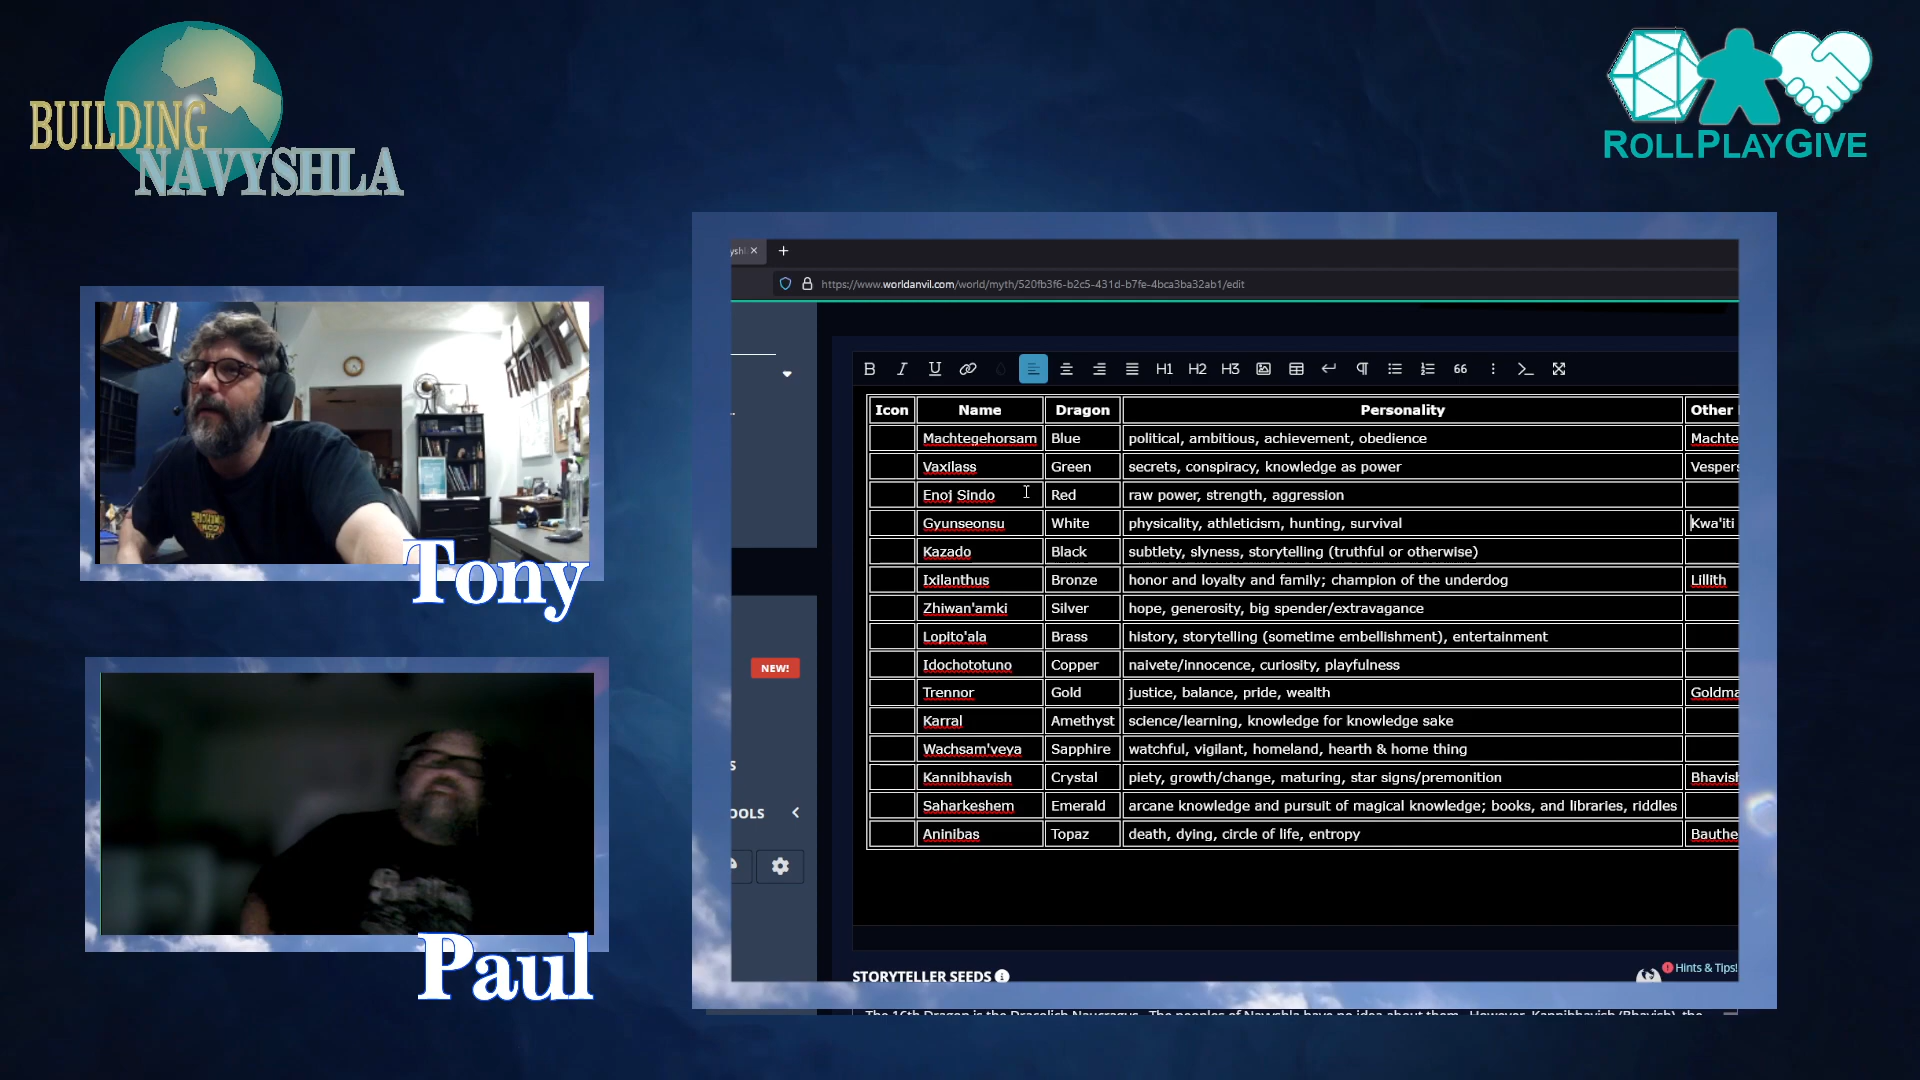 BUILDING
NAVYSHLA
ROLLPLAYGIVE
Tony
Paul
https://www.worldanvil.com/world/myth/520fb3f6-b2c5-431d-b7fe-4bca3ba32ab1/edit
B I U H1 H2 H3 66
Icon Name Dragon Personality Other
Machtegehorsam Blue political, ambitious, achievement, obedience Machte
Vaxilass Green secrets, conspiracy, knowledge as power Vespers
Enoj Sindo Red raw power, strength, aggression
Gyunseonsu White physicality, athleticism, hunting, survival Kwa'iti
Kazado Black subtlety, slyness, storytelling (truthful or otherwise)
Ixilanthus Bronze honor and loyalty and family; champion of the underdog Lillith
Zhiwan'amki Silver hope, generosity, big spender/extravagance
Lopito'ala Brass history, storytelling (sometime embellishment), entertainment
Idochototuno Copper naivete/innocence, curiosity, playfulness
Trennor Gold justice, balance, pride, wealth Goldma
Karral Amethyst science/learning, knowledge for knowledge sake
Wachsam'veya Sapphire watchful, vigilant, homeland, hearth & home thing
Kannibhavish Crystal piety, growth/change, maturing, star signs/premonition Bhavish
Saharkeshem Emerald arcane knowledge and pursuit of magical knowledge; books, and libraries, riddles
Aninibas Topaz death, dying, circle of life, entropy Bauthe
NEW!
S
OOLS
STORYTELLER SEEDS
Hints & Tips!